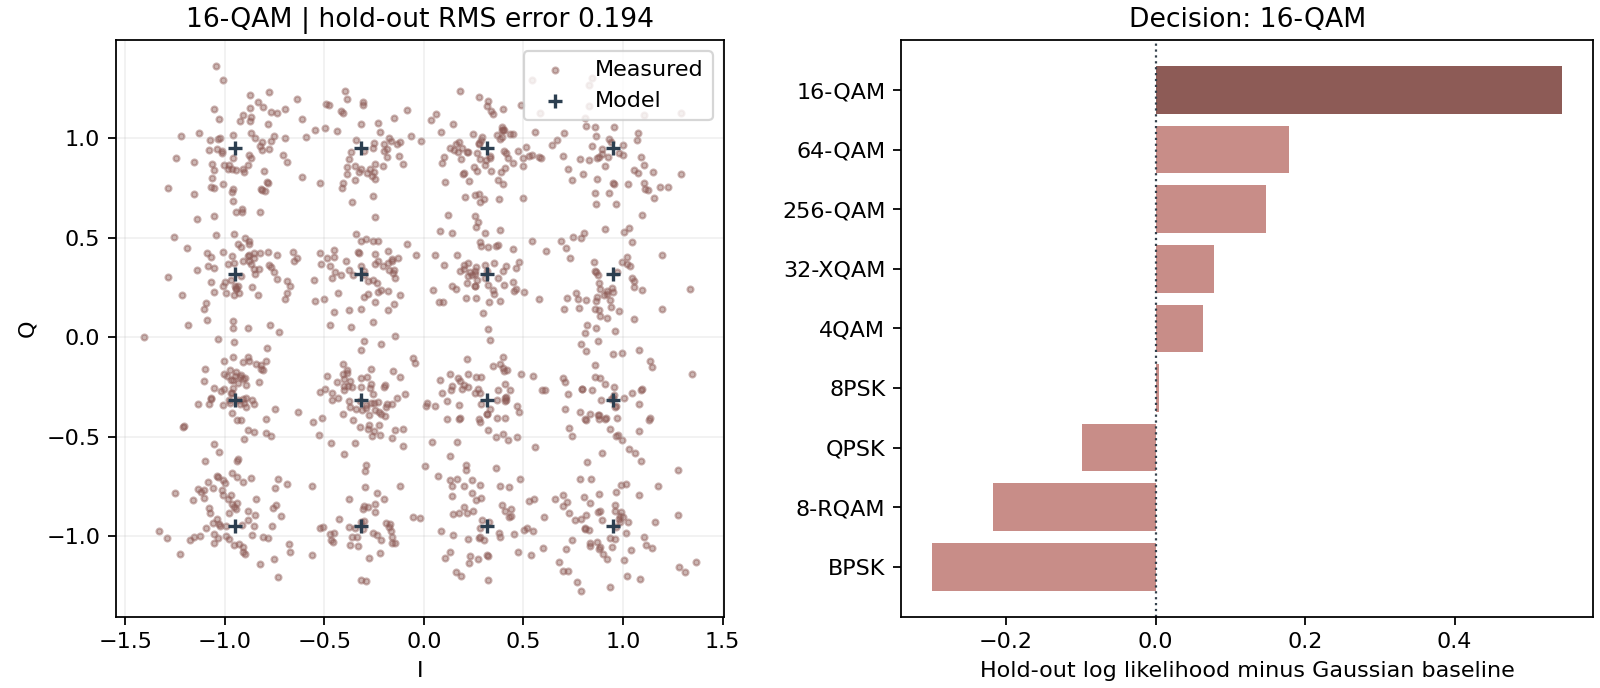 16-QAM | hold-out RMS error 0.194
Measured
Model
1.0
0.5
0.0
−0.5
−1.0
Q
−1.5
−1.0
−0.5
0.0
0.5
1.0
1.5
I
Decision: 16-QAM
16-QAM
64-QAM
256-QAM
32-XQAM
4QAM
8PSK
QPSK
8-RQAM
BPSK
−0.2
0.0
0.2
0.4
Hold-out log likelihood minus Gaussian baseline